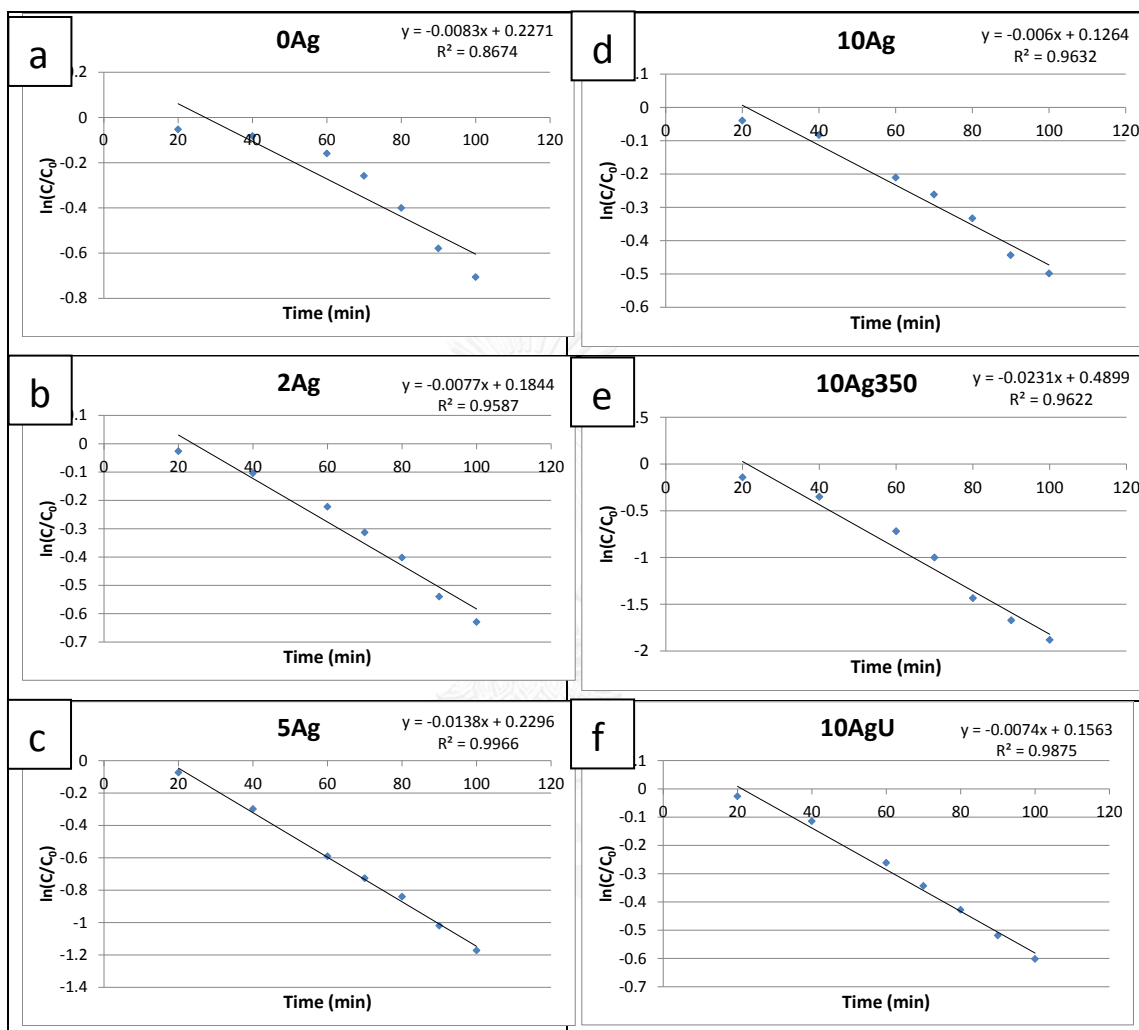 a
0Ag
y = -0.0083x + 0.2271
R² = 0.8674
0.2
0
-0.2
-0.4
-0.6
-0.8
0
20
40
60
80
100
120
ln(C/C₀)
Time (min)
b
2Ag
y = -0.0077x + 0.1844
R² = 0.9587
0
-0.1
-0.2
-0.3
-0.4
-0.5
-0.6
-0.7
0
20
40
60
80
100
120
ln(C/C₀)
Time (min)
c
5Ag
y = -0.0138x + 0.2296
R² = 0.9966
0
-0.2
-0.4
-0.6
-0.8
-1
-1.2
-1.4
0
20
40
60
80
100
120
ln(C/C₀)
Time (min)
d
10Ag
y = -0.006x + 0.1264
R² = 0.9632
0
-0.1
-0.2
-0.3
-0.4
-0.5
-0.6
0
20
40
60
80
100
120
ln(C/C₀)
Time (min)
e
10Ag350
y = -0.0231x + 0.4899
R² = 0.9622
0
-0.5
-1
-1.5
-2
0
20
40
60
80
100
120
ln(C/C₀)
Time (min)
f
10AgU
y = -0.0074x + 0.1563
R² = 0.9875
0
-0.1
-0.2
-0.3
-0.4
-0.5
-0.6
-0.7
0
20
40
60
80
100
120
ln(C/C₀)
Time (min)